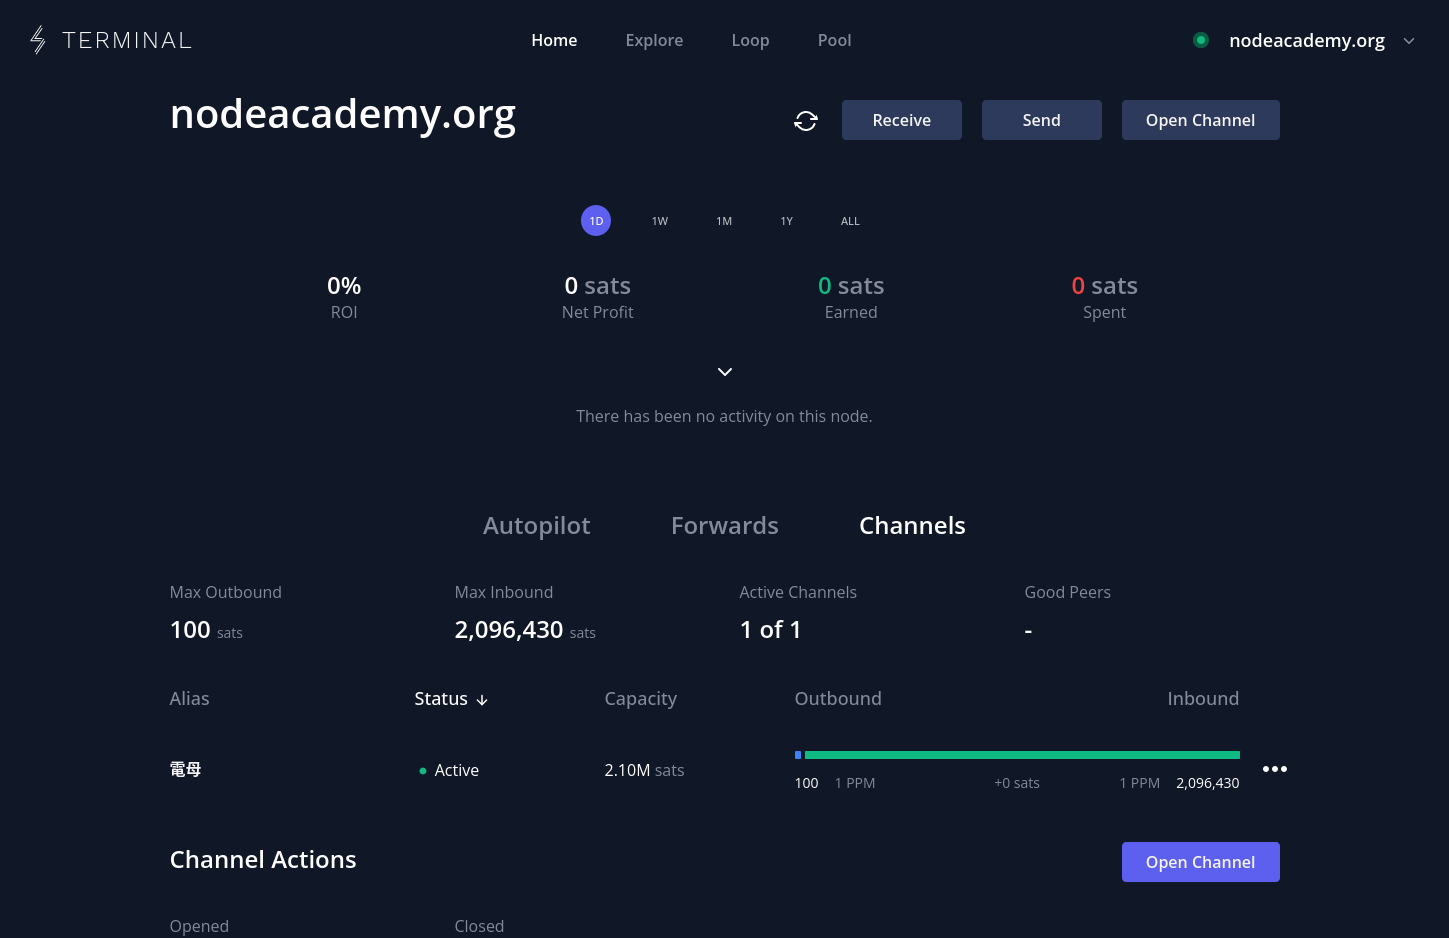 TERMINAL
Home Explore Loop Pool
nodeacademy.org
nodeacademy.org
Receive Send Open Channel
1D 1W 1M 1Y ALL
0% 0 sats 0 sats 0 sats
ROI Net Profit Earned Spent
There has been no activity on this node.
Autopilot Forwards Channels
Max Outbound Max Inbound Active Channels Good Peers
100 sats 2,096,430 sats 1 of 1 -
Alias Status ↓ Capacity Outbound Inbound
電母 Active 2.10M sats
100 1 PPM +0 sats 1 PPM 2,096,430
Channel Actions Open Channel
Opened Closed